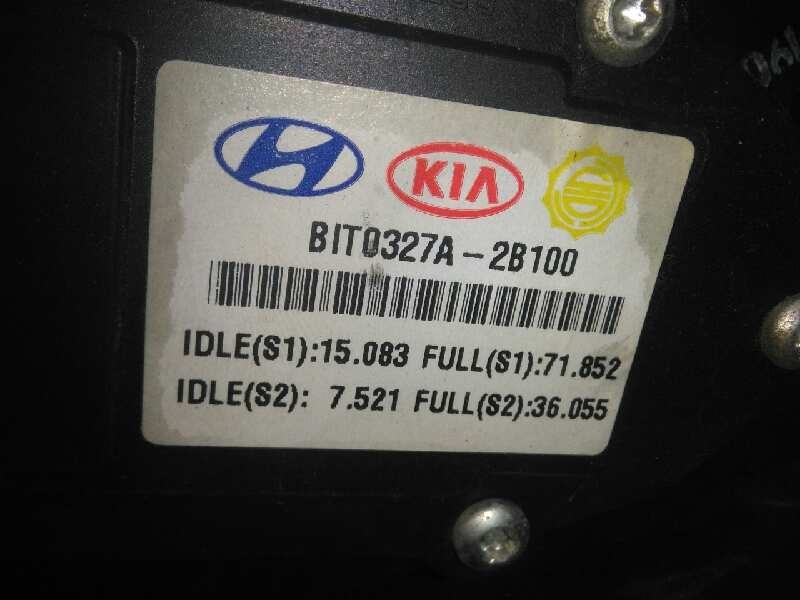 KIA
BIT0327A-2B100
IDLE(S1):15.083 FULL(S1):71.852
IDLE(S2): 7.521 FULL(S2):36.055